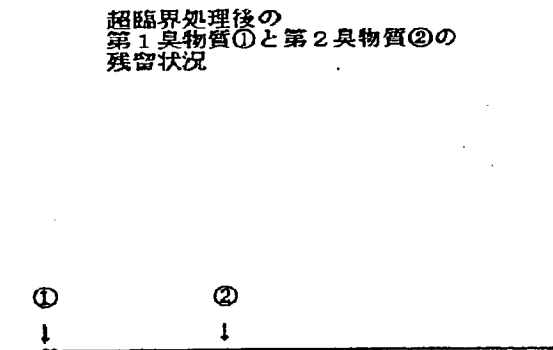 超臨界処理後の
第1臭物質①と第2臭物質②の
残留状況
① ②
↓ ↓